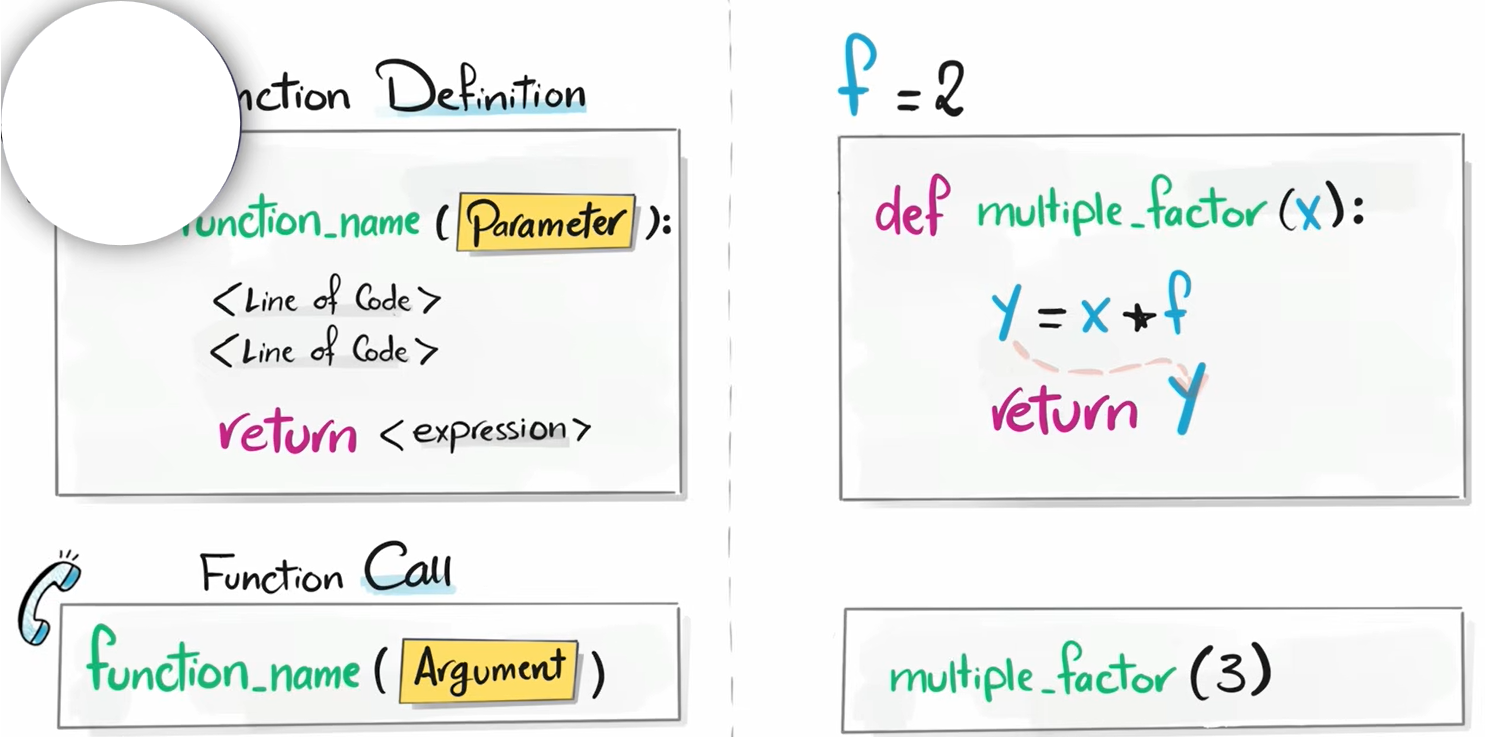 nction Definition
unction_name ( Parameter ):
<Line of Code>
<Line of Code>
return <expression>
Function Call
function_name ( Argument )
f = 2
def multiple_factor (x):
y = x * f
return y
multiple_factor (3)